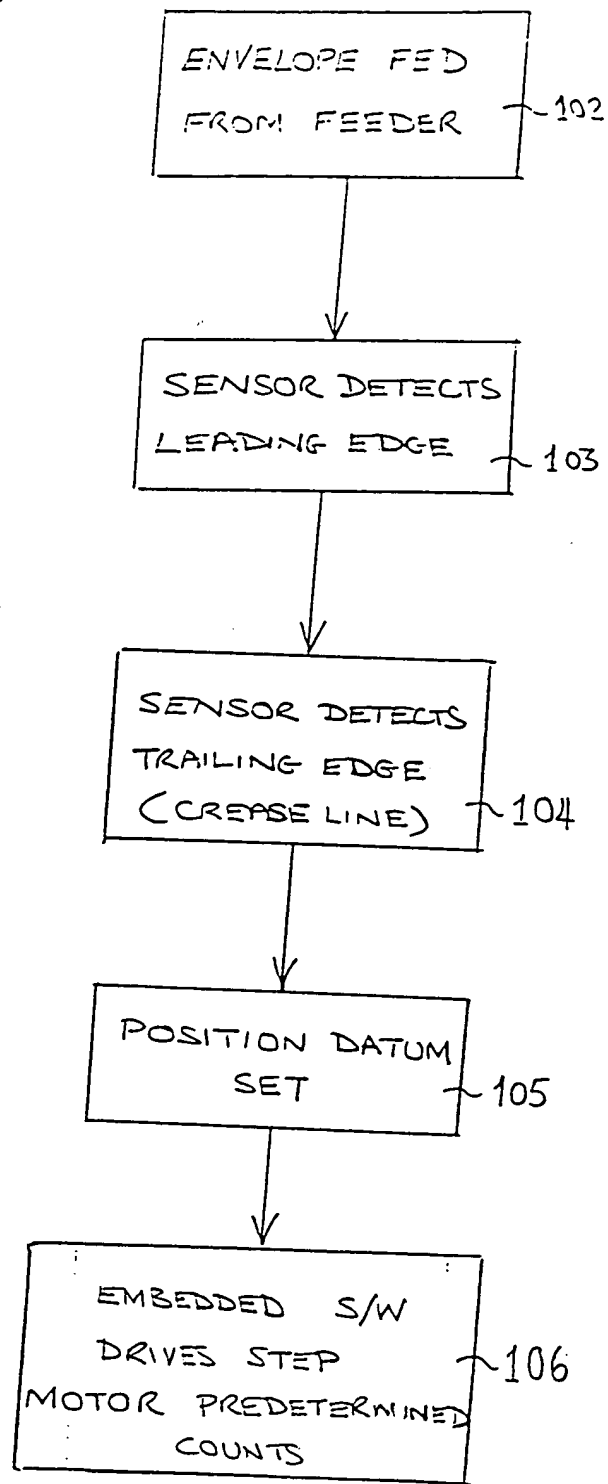 ENVELOPE FED
FROM FEEDER
102
SENSOR DETECTS
LEADING EDGE
103
SENSOR DETECTS
TRAILING EDGE
(CREASE LINE)
104
POSITION DATUM
SET
105
EMBEDDED S/W
DRIVES STEP
106
MOTOR PREDETERMINED
COUNTS